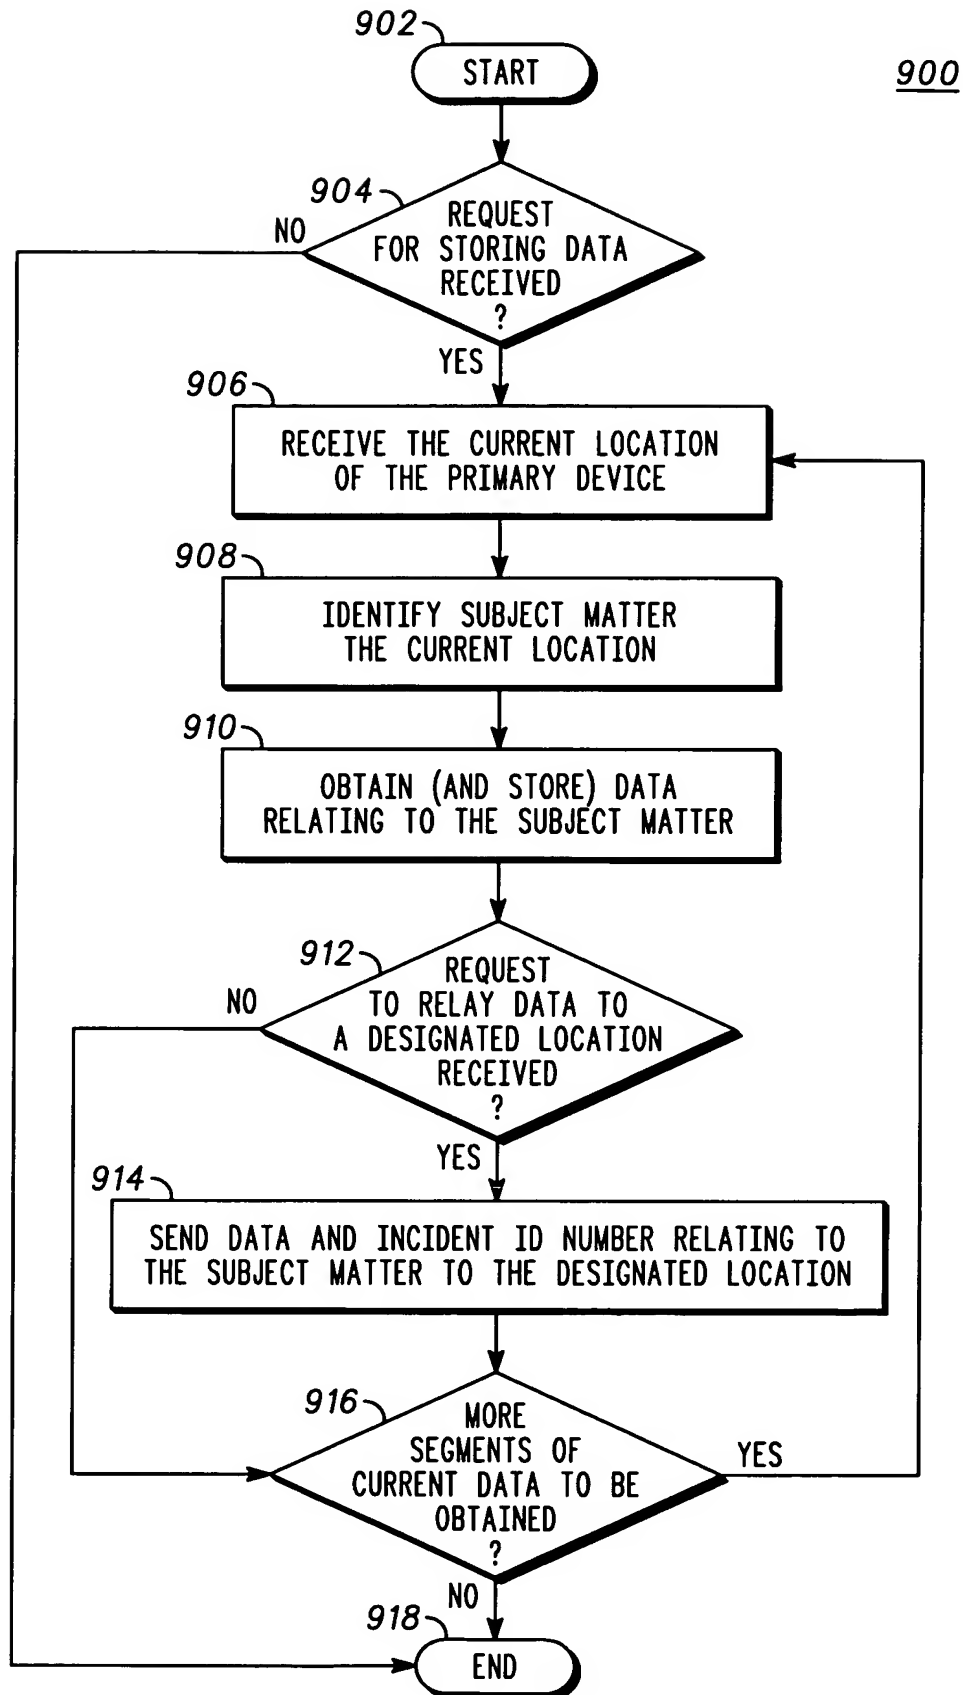 902
START
900
904
NO
REQUEST
FOR STORING DATA
RECEIVED
?
YES
906
RECEIVE THE CURRENT LOCATION
OF THE PRIMARY DEVICE
908
IDENTIFY SUBJECT MATTER
THE CURRENT LOCATION
910
OBTAIN (AND STORE) DATA
RELATING TO THE SUBJECT MATTER
912
NO
REQUEST
TO RELAY DATA TO
A DESIGNATED LOCATION
RECEIVED
?
YES
914
SEND DATA AND INCIDENT ID NUMBER RELATING TO
THE SUBJECT MATTER TO THE DESIGNATED LOCATION
916
MORE
SEGMENTS OF
CURRENT DATA TO BE
OBTAINED
?
YES
NO
918
END